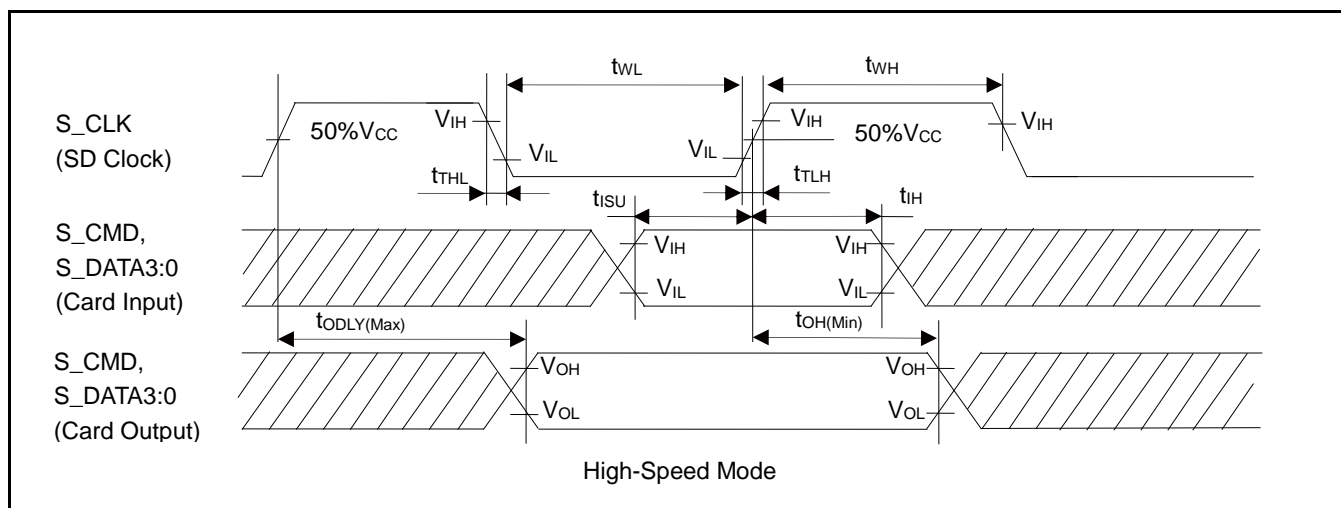 tWL
tWH
S_CLK
(SD Clock)
50%VCC
VIH
VIL
VIL
VIH
50%VCC
VIH
tTHL
tTLH
tISU
tIH
S_CMD,
S_DATA3:0
(Card Input)
VIH
VIL
VIH
VIL
tODLY(Max)
tOH(Min)
S_CMD,
S_DATA3:0
(Card Output)
VOH
VOL
VOH
VOL
High-Speed Mode